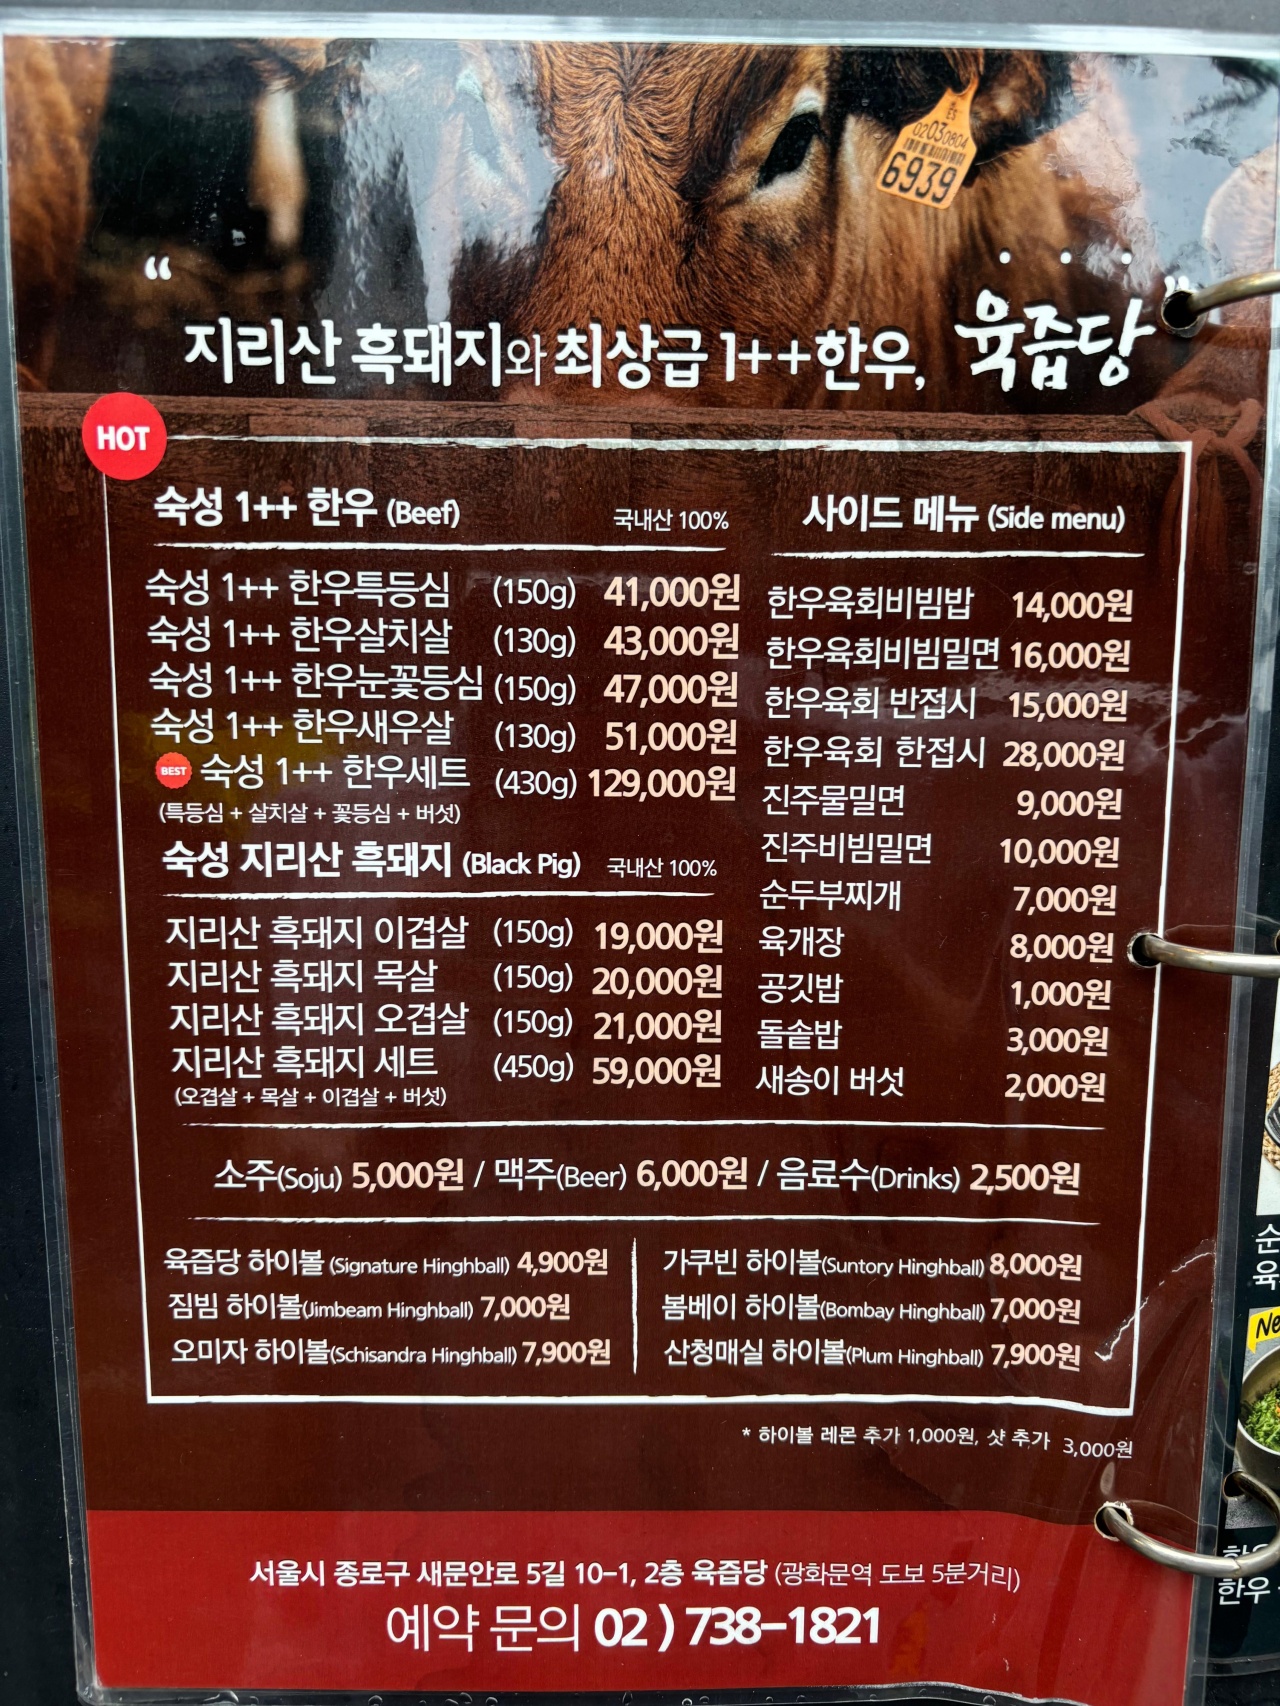 ES
02030804
6939
“
지리산 흑돼지와 최상급 1++한우, 육즙당 ”
HOT
숙성 1++ 한우 (Beef) 국내산 100%
숙성 1++ 한우특등심 (150g) 41,000원
숙성 1++ 한우살치살 (130g) 43,000원
숙성 1++ 한우눈꽃등심 (150g) 47,000원
숙성 1++ 한우새우살 (130g) 51,000원
BEST 숙성 1++ 한우세트 (430g) 129,000원
(특등심 + 살치살 + 꽃등심 + 버섯)
숙성 지리산 흑돼지 (Black Pig) 국내산 100%
지리산 흑돼지 이겹살 (150g) 19,000원
지리산 흑돼지 목살 (150g) 20,000원
지리산 흑돼지 오겹살 (150g) 21,000원
지리산 흑돼지 세트 (450g) 59,000원
(오겹살 + 목살 + 이겹살 + 버섯)
사이드 메뉴 (Side menu)
한우육회비빔밥 14,000원
한우육회비빔밀면 16,000원
한우육회 반접시 15,000원
한우육회 한접시 28,000원
진주물밀면 9,000원
진주비빔밀면 10,000원
순두부찌개 7,000원
육개장 8,000원
공깃밥 1,000원
돌솥밥 3,000원
새송이 버섯 2,000원
소주(Soju) 5,000원 / 맥주(Beer) 6,000원 / 음료수(Drinks) 2,500원
육즙당 하이볼 (Signature Hinghball) 4,900원
짐빔 하이볼(Jimbeam Hinghball) 7,000원
오미자 하이볼(Schisandra Hinghball) 7,900원
가쿠빈 하이볼(Suntory Hinghball) 8,000원
봄베이 하이볼(Bombay Hinghball) 7,000원
산청매실 하이볼(Plum Hinghball) 7,900원
* 하이볼 레몬 추가 1,000원, 샷 추가 3,000원
서울시 종로구 새문안로 5길 10-1, 2층 육즙당 (광화문역 도보 5분거리)
예약 문의 02 ) 738-1821
순
육
Ne
한우